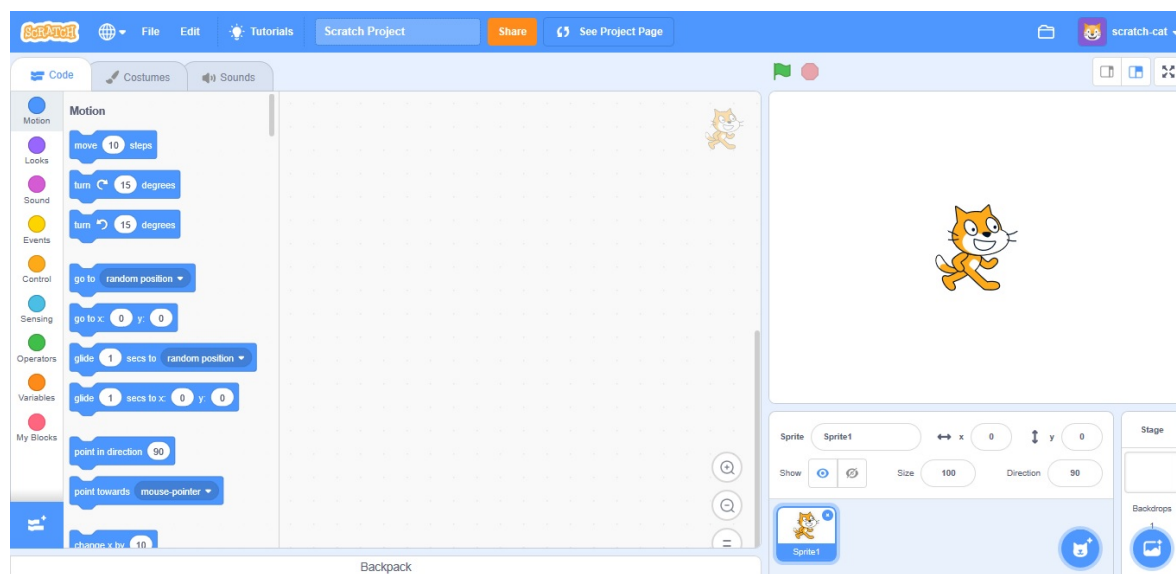 SCRATCH File Edit Tutorials Scratch Project Share See Project Page scratch-cat
Code Costumes Sounds
Motion
Looks
Sound
Events
Control
Sensing
Operators
Variables
My Blocks
Motion
move 10 steps
turn 15 degrees
turn 15 degrees
go to random position
go to x: 0 y: 0
glide 1 secs to random position
glide 1 secs to x: 0 y: 0
point in direction 90
point towards mouse-pointer
change x by 10
Backpack
Sprite Sprite1 x 0 y 0
Show Size 100 Direction 90
Sprite1
Stage
Backdrops
1